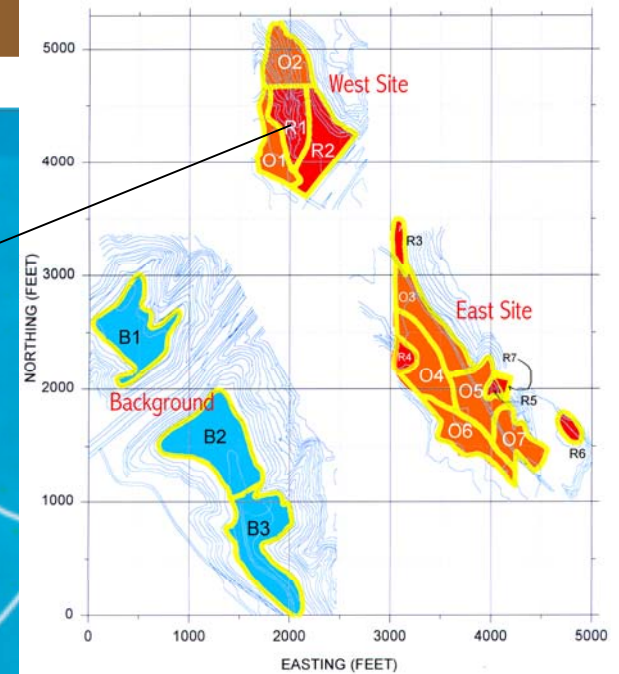 5000
O2
West Site
R1
4000
O1
R2
R3
3000
O3
East Site
B1
R7
R4
O4
2000
O5
R5
Background
B2
O6
O7
R6
1000
B3
0
NORTHING (FEET)
0 1000 2000 3000 4000 5000
EASTING (FEET)